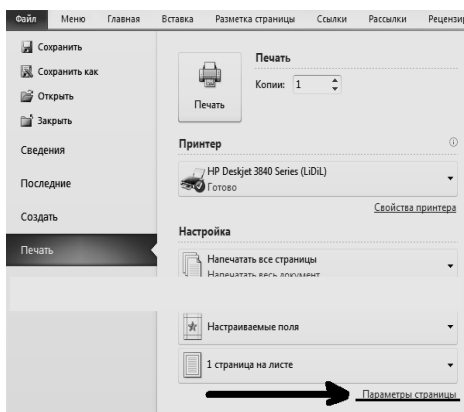 Файл Меню Главная Вставка Разметка страницы Ссылки Рассылки Рецензир
Сохранить
Сохранить как
Открыть
Закрыть
Сведения
Последние
Создать
Печать
Печать
Копии: 1
Печать
Принтер
HP Deskjet 3840 Series (LiDiL)
Готово
Свойства принтера
Настройка
Напечатать все страницы
Напечатать весь документ
Настраиваемые поля
1 страница на листе
Параметры страницы